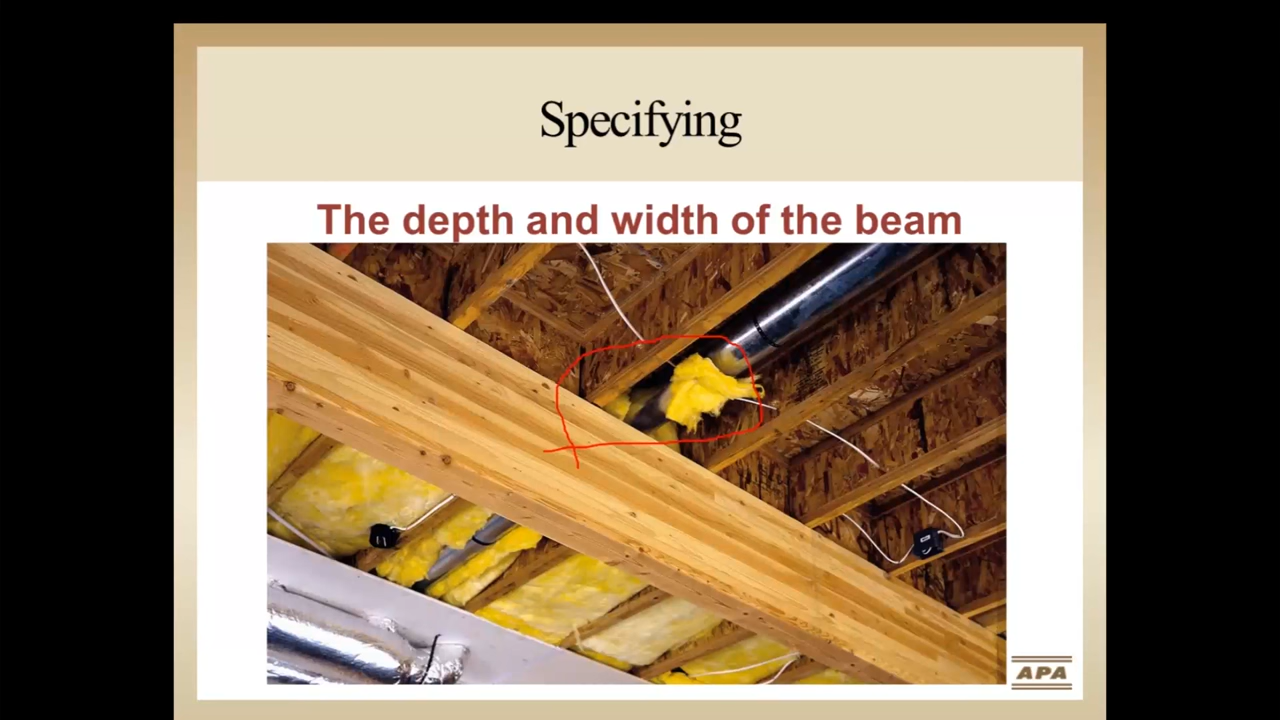 Specifying
The depth and width of the beam
APA